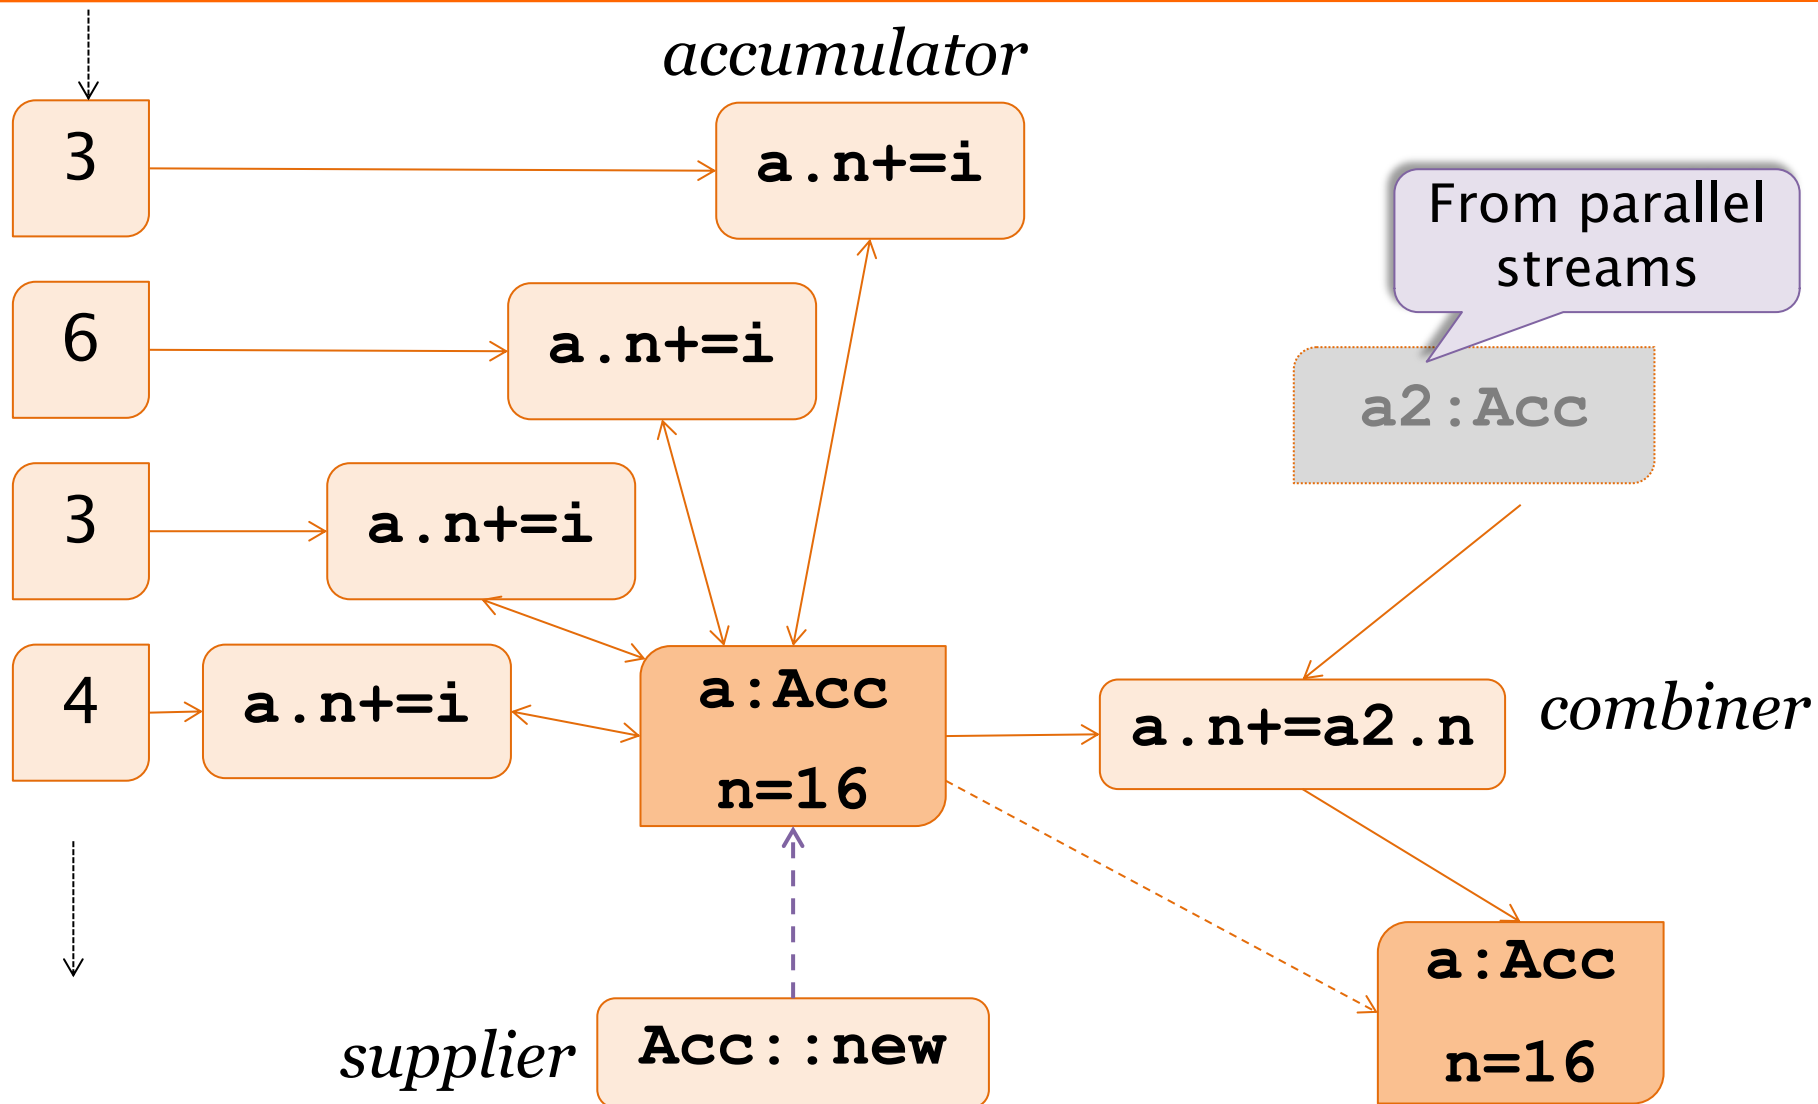 accumulator
3
a.n+=i
From parallel
streams
6
a.n+=i
a2:Acc
3
a.n+=i
4
a.n+=i
a:Acc
n=16
a.n+=a2.n
combiner
supplier
Acc::new
a:Acc
n=16